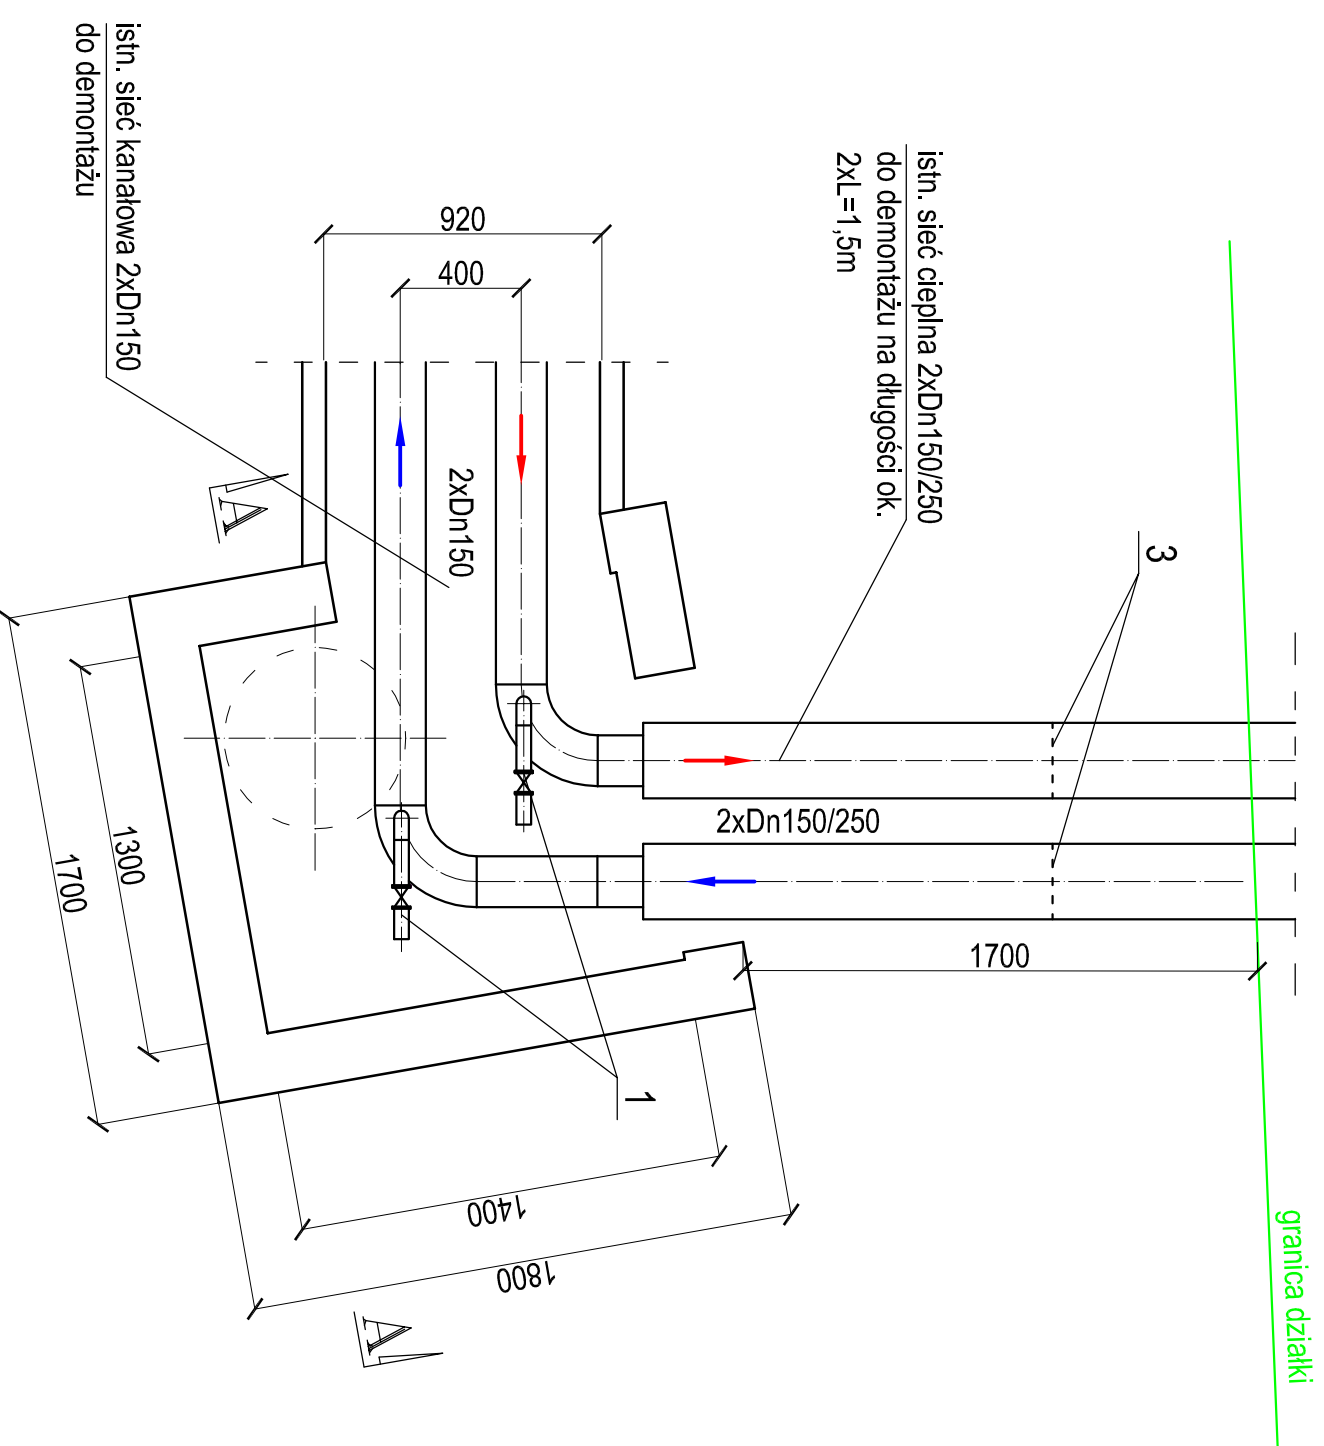 istn. sieć kanałowa 2xDn150
do demontażu
istn. sieć cieplna 2xDn150/250
do demontażu na długości ok.
2xL=1,5m
920
400
2xDn150
3
2xDn150/250
1700
A
1300
1700
1
1400
1800
A
granica działki